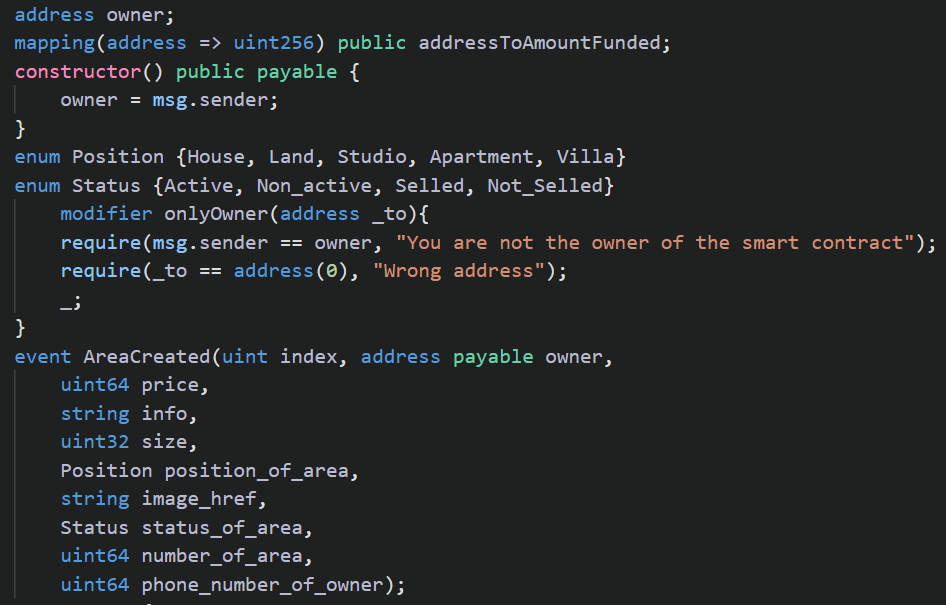 address owner;
mapping(address => uint256) public addressToAmountFunded;
constructor() public payable {
    owner = msg.sender;
}
enum Position {House, Land, Studio, Apartment, Villa}
enum Status {Active, Non_active, Selled, Not_Selled}
    modifier onlyOwner(address _to){
    require(msg.sender == owner, "You are not the owner of the smart contract");
    require(_to == address(0), "Wrong address");
    _;
}
event AreaCreated(uint index, address payable owner,
    uint64 price,
    string info,
    uint32 size,
    Position position_of_area,
    string image_href,
    Status status_of_area,
    uint64 number_of_area,
    uint64 phone_number_of_owner);